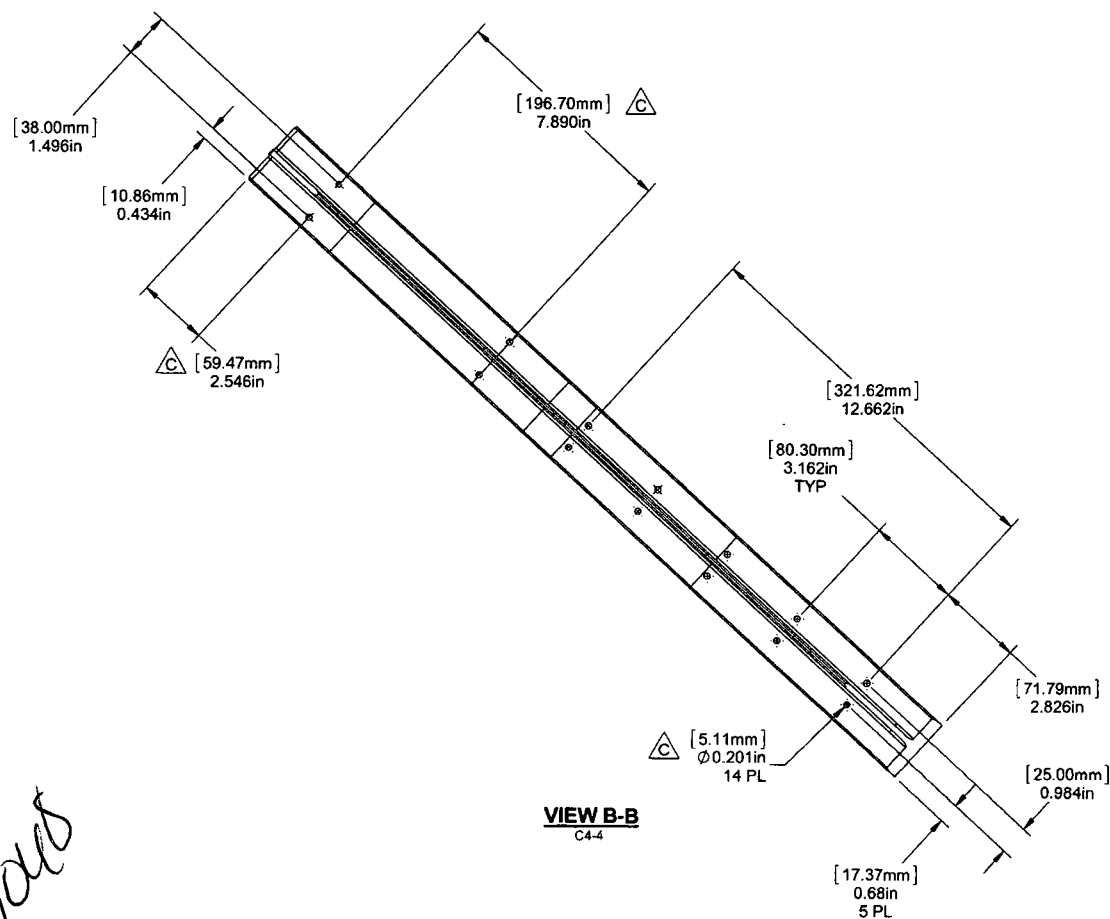 [196.70mm] C
7.890in
[38.00mm]
1.496in
[10.86mm]
0.434in
C [59.47mm]
2.546in
[321.62mm]
12.662in
[80.30mm]
3.162in
TYP
[71.79mm]
2.826in
C [5.11mm]
Ø0.201in
14 PL
[25.00mm]
0.984in
VIEW B-B
C4-4
[17.37mm]
0.68in
5 PL